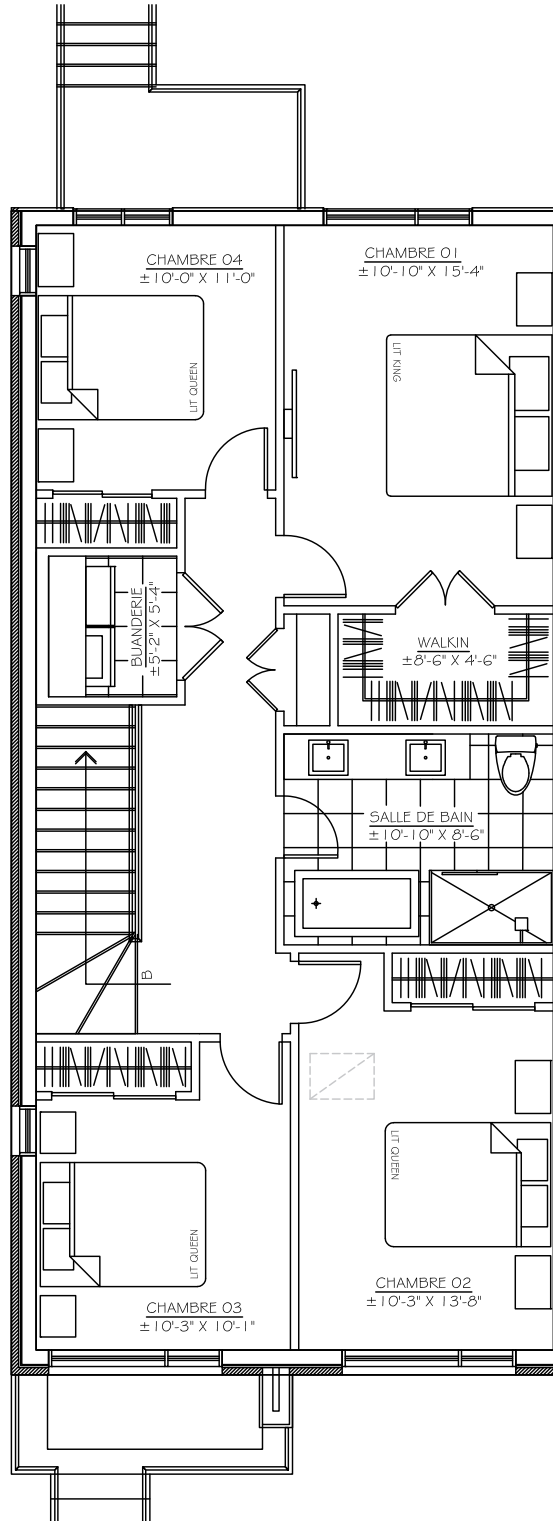 CHAMBRE 04
±10'-0" X 11'-0"
CHAMBRE 01
±10'-10" X 15'-4"
LIT QUEEN
LIT KING
BUANDERIE
±5'-2" X 5'-4"
WALKIN
±8'-6" X 4'-6"
SALLE DE BAIN
±10'-10" X 8'-6"
B
LIT QUEEN
LIT QUEEN
CHAMBRE 02
±10'-3" X 13'-8"
CHAMBRE 03
±10'-3" X 10'-1"